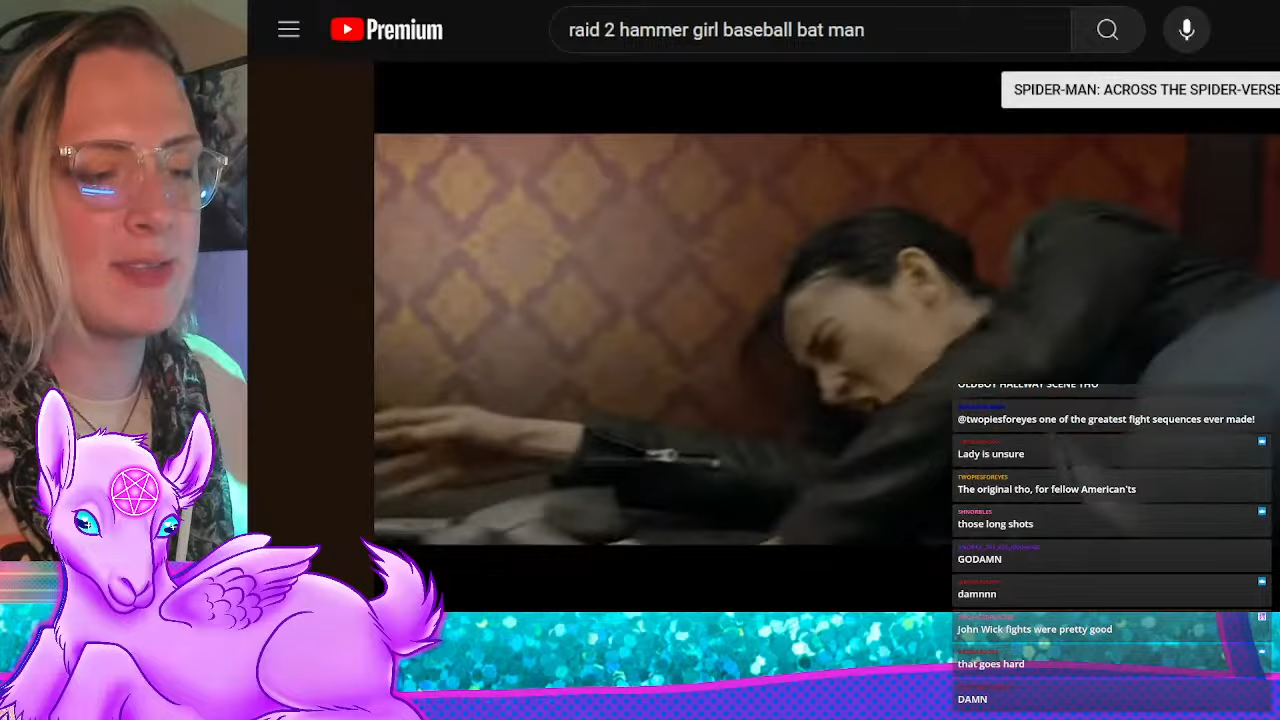 Premium
raid 2 hammer girl baseball bat man
SPIDER-MAN: ACROSS THE SPIDER-VERSE
OLDBOY HALLWAY SCENE THO
@twopiesforeyes one of the greatest fight sequences ever made!
Lady is unsure
TWOPIESFOREYES
The original tho, for fellow American'ts
SHNORBLES
those long shots
GODAMN
damnnn
John Wick fights were pretty good
that goes hard
DAMN